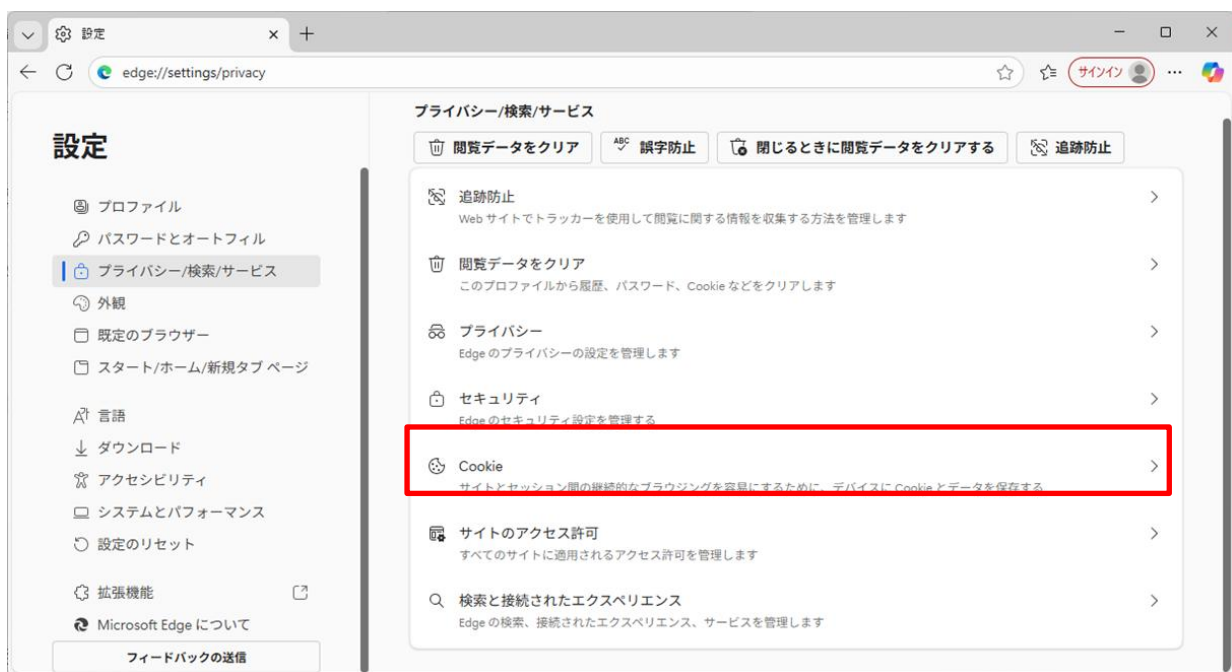 設定
edge://settings/privacy
サインイン
設定
プロファイル
パスワードとオートフィル
プライバシー/検索/サービス
外観
既定のブラウザー
スタート/ホーム/新規タブ ページ
言語
ダウンロード
アクセシビリティ
システムとパフォーマンス
設定のリセット
拡張機能
Microsoft Edge について
フィードバックの送信
プライバシー/検索/サービス
閲覧データをクリア
ABC 誤字防止
閉じるときに閲覧データをクリアする
追跡防止
追跡防止
Web サイトでトラッカーを使用して閲覧に関する情報を収集する方法を管理します
閲覧データをクリア
このプロファイルから履歴、パスワード、Cookie などをクリアします
プライバシー
Edge のプライバシーの設定を管理します
セキュリティ
Edge のセキュリティ設定を管理する
Cookie
サイトとセッション間の継続的なブラウジングを容易にするために、デバイスに Cookie とデータを保存する
サイトのアクセス許可
すべてのサイトに適用されるアクセス許可を管理します
検索と接続されたエクスペリエンス
Edge の検索、接続されたエクスペリエンス、サービスを管理します